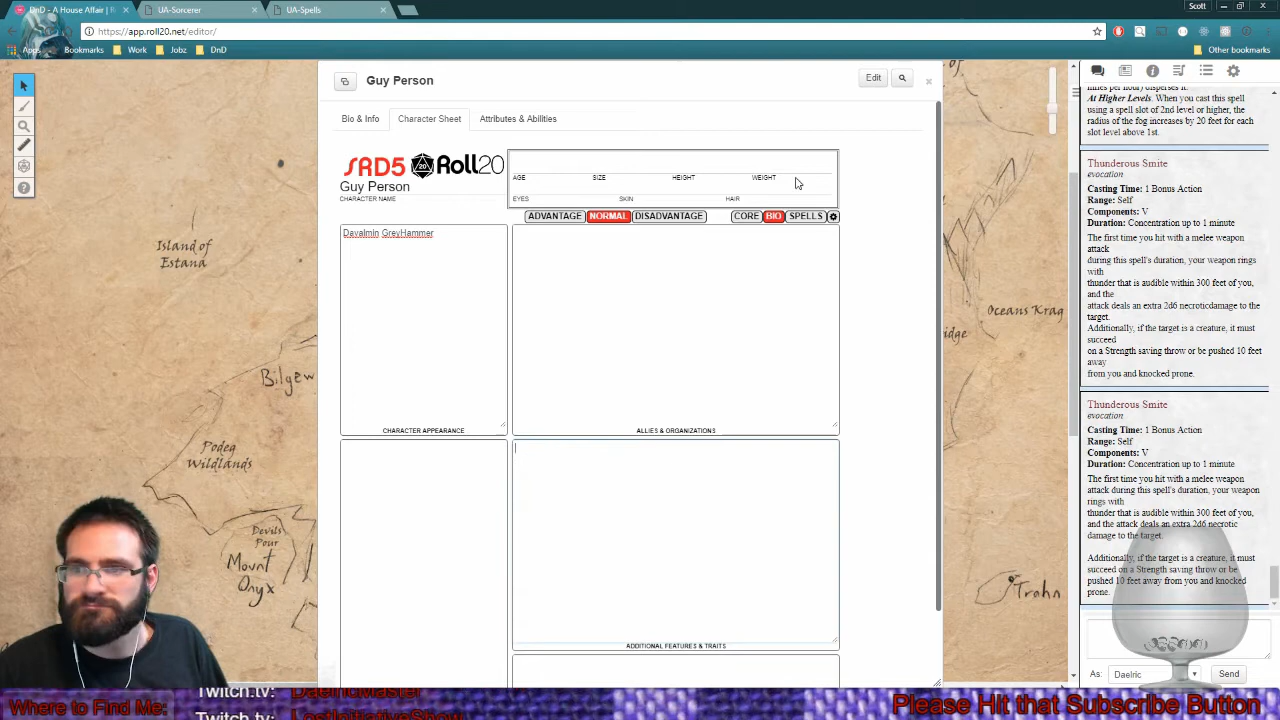 DnD - A House Affair |
UA-Sorcerer
UA-Spells
Scott
https://app.roll20.net/editor/
Apps
Bookmarks
Work
Jobz
DnD
Other bookmarks
Guy Person
Edit
Bio & Info
Character Sheet
Attributes & Abilities
SRD5
Roll20
Guy Person
CHARACTER NAME
AGE
SIZE
HEIGHT
WEIGHT
EYES
SKIN
HAIR
ADVANTAGE
NORMAL
DISADVANTAGE
CORE
BIO
SPELLS
Davalmin GreyHammer
CHARACTER APPEARANCE
ALLIES & ORGANIZATIONS
ADDITIONAL FEATURES & TRAITS
Island of
Estana
Bilgew
Podeg
Wildlands
Devils
Pour
Mount
Onyx
of
Oceans Krag
idge
Trahn
miles per hour) disperses it.
At Higher Levels. When you cast this spell
using a spell slot of 2nd level or higher, the
radius of the fog increases by 20 feet for each
slot level above 1st.
Thunderous Smite
evocation
Casting Time: 1 Bonus Action
Range: Self
Components: V
Duration: Concentration up to 1 minute
The first time you hit with a melee weapon
attack
during this spell's duration, your weapon rings
with
thunder that is audible within 300 feet of you,
and the
attack deals an extra 2d6 necroticdamage to the
target.
Additionally, if the target is a creature, it must
succeed
on a Strength saving throw or be pushed 10 feet
away
from you and knocked prone.
Thunderous Smite
evocation
Casting Time: 1 Bonus Action
Range: Self
Components: V
Duration: Concentration up to 1 minute
The first time you hit with a melee weapon
attack during this spell's duration, your weapon
rings with
thunder that is audible within 300 feet of you,
and the attack deals an extra 2d6 necrotic
damage to the target.
Additionally, if the target is a creature, it must
succeed on a Strength saving throw or be
pushed 10 feet away from you and knocked
prone.
As:
Daelric
Send
Where to Find Me:
Twitch.tv: DaelricMaster
Twitch.tv: LostInitiativeShow
Please Hit that Subscribe Button